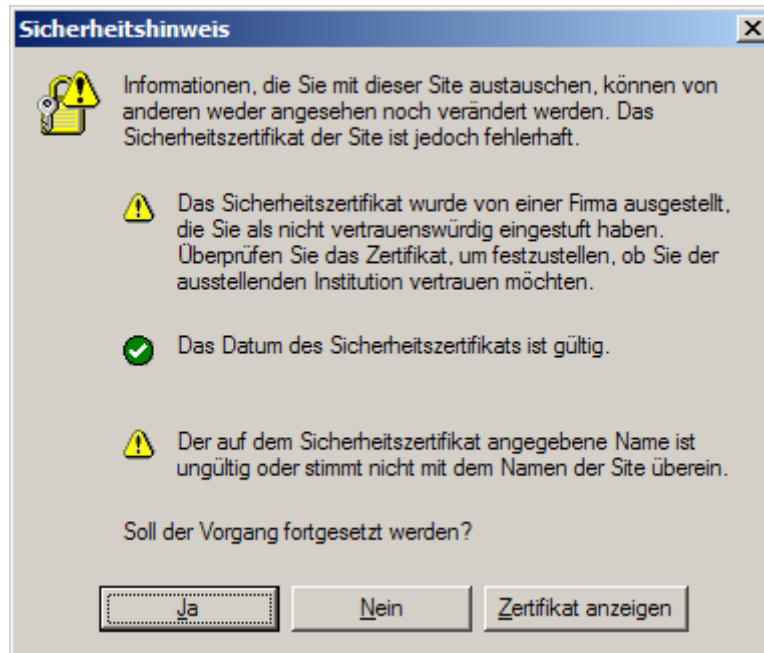 Sicherheitshinweis
Informationen, die Sie mit dieser Site austauschen, können von
anderen weder angesehen noch verändert werden. Das
Sicherheitszertifikat der Site ist jedoch fehlerhaft.
Das Sicherheitszertifikat wurde von einer Firma ausgestellt,
die Sie als nicht vertrauenswürdig eingestuft haben.
Überprüfen Sie das Zertifikat, um festzustellen, ob Sie der
ausstellenden Institution vertrauen möchten.
Das Datum des Sicherheitszertifikats ist gültig.
Der auf dem Sicherheitszertifikat angegebene Name ist
ungültig oder stimmt nicht mit dem Namen der Site überein.
Soll der Vorgang fortgesetzt werden?
Ja Nein Zertifikat anzeigen